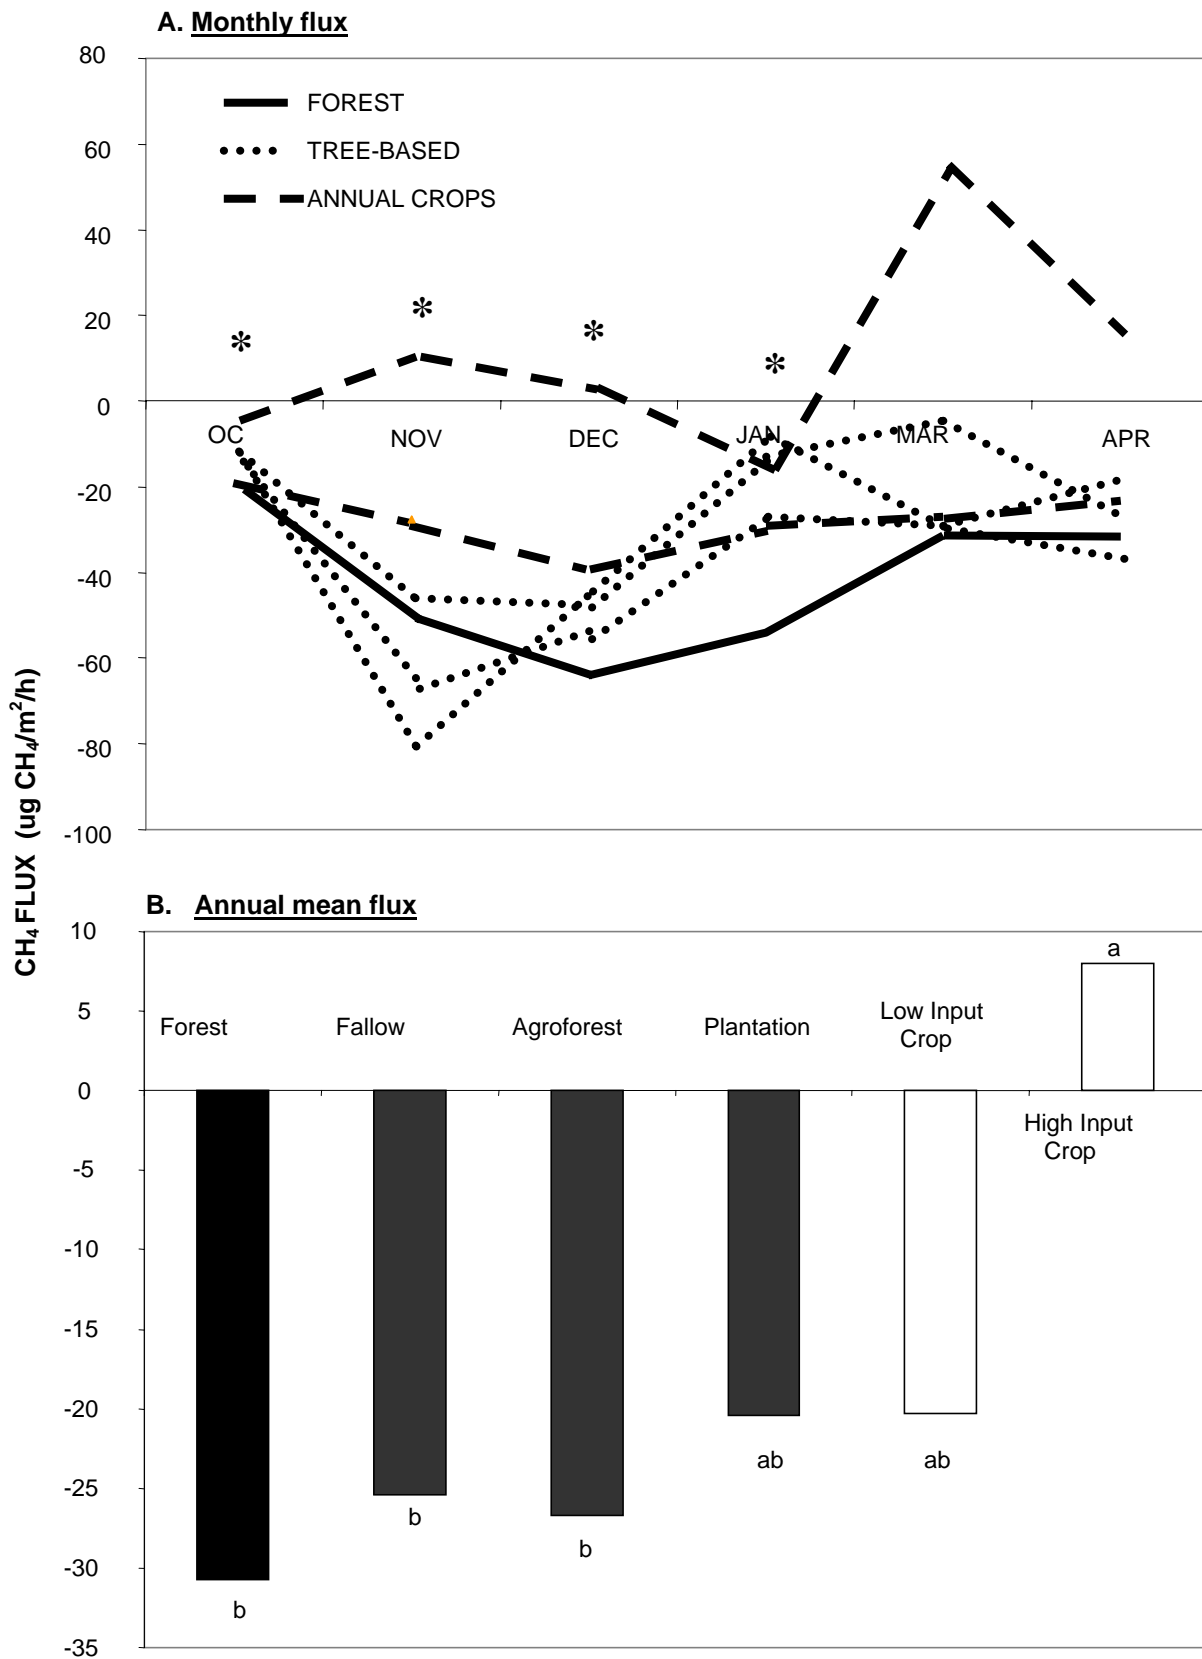 A. Monthly flux
80
60
40
20
0
-20
-40
-60
-80
-100
FOREST
TREE-BASED
ANNUAL CROPS
* * * *
OC NOV DEC JAN MAR APR
CH₄ FLUX (ug CH₄/m²/h)
B. Annual mean flux
10
5
0
-5
-10
-15
-20
-25
-30
-35
a
Forest Fallow Agroforest Plantation Low Input
Crop
High Input
Crop
b b b ab ab